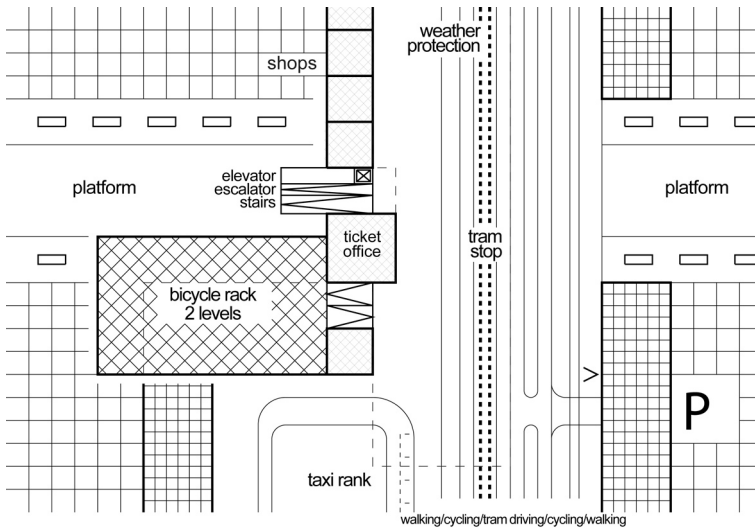 weather
protection
shops
elevator
escalator
stairs
platform
platform
ticket
office
tram
stop
bicycle rack
2 levels
P
taxi rank
walking/cycling/tram driving/cycling/walking